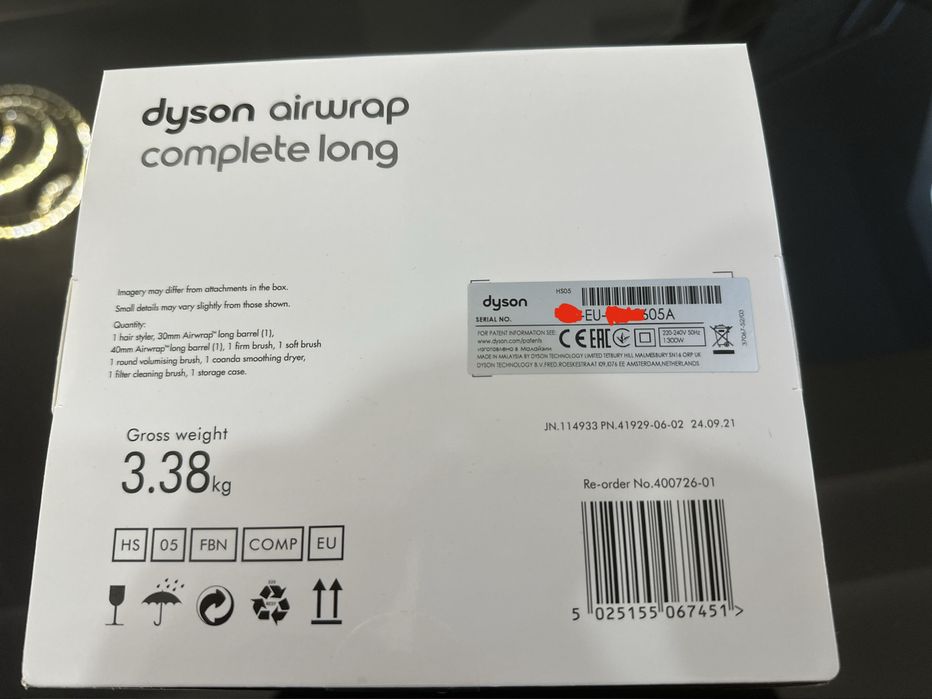 dyson airwrap
complete long
Imagery may differ from attachments in the box.
Small details may vary slightly from those shown.
Quantity:
1 hair styler, 30mm Airwrap™ long barrel (1),
40mm Airwrap™ long barrel (1), 1 firm brush, 1 soft brush
1 round volumising brush, 1 coanda smoothing dryer,
1 filter cleaning brush, 1 storage case.
dyson
HS05
SERIAL NO.
-EU- 605A
FOR PATENT INFORMATION SEE:
www.dyson.com/patents
изготовлено в Малайзии
CE EAC
220-240V 50Hz
1300W
MADE IN MALAYSIA BY DYSON TECHNOLOGY LIMITED TETBURY HILL MALMESBURY SN16 0RP UK
DYSON TECHNOLOGY B.V.FRED.ROESKESTRAAT 109,1076 EE AMSTERDAM,NETHERLANDS.
JN.114933 PN.41929-06-02 24.09.21
Gross weight
3.38kg
Re-order No.400726-01
HS 05 FBN COMP EU
5 025155 067451 >